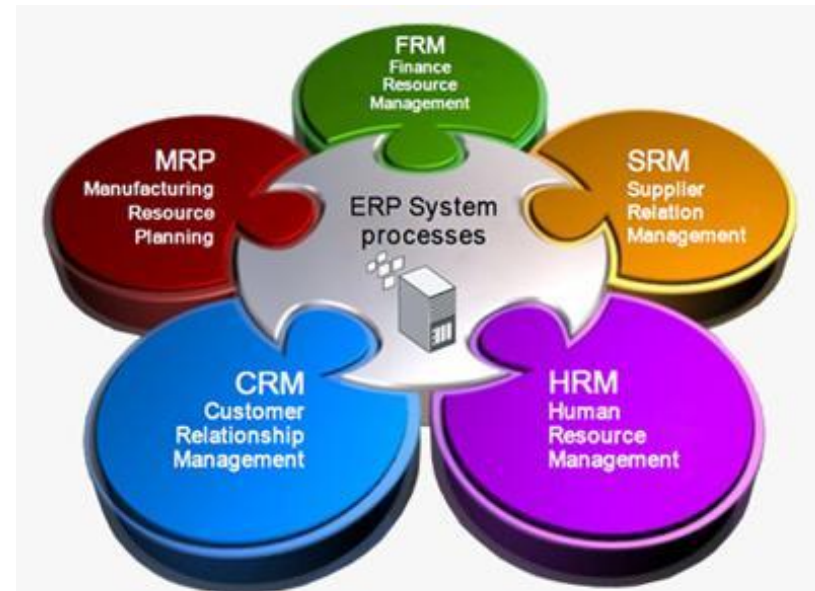 FRM
Finance
Resource
Management
MRP
Manufacturing
Resource
Planning
SRM
Supplier
Relation
Management
ERP System
processes
CRM
Customer
Relationship
Management
HRM
Human
Resource
Management